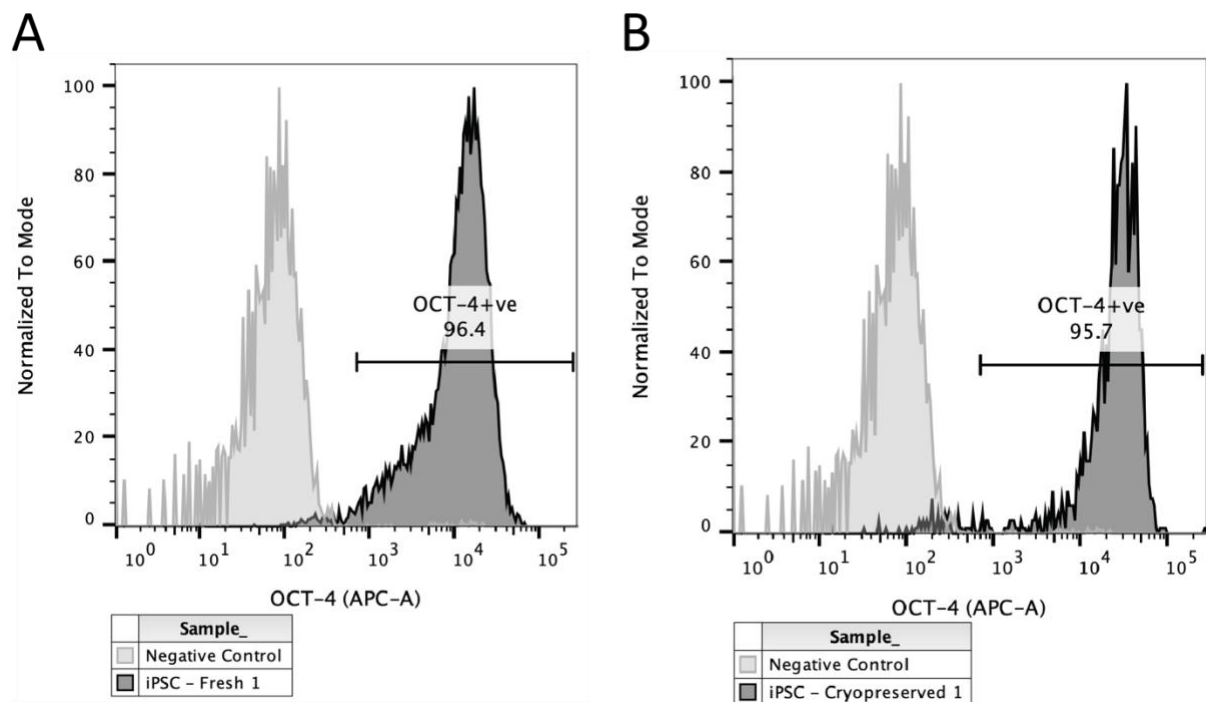 A
B
Normalized To Mode
100
80
60
40
20
0
OCT-4+ve
96.4
10^0 10^1 10^2 10^3 10^4 10^5
OCT-4 (APC-A)
Sample_
Negative Control
iPSC - Fresh 1
Normalized To Mode
100
80
60
40
20
0
OCT-4+ve
95.7
10^0 10^1 10^2 10^3 10^4 10^5
OCT-4 (APC-A)
Sample_
Negative Control
iPSC - Cryopreserved 1